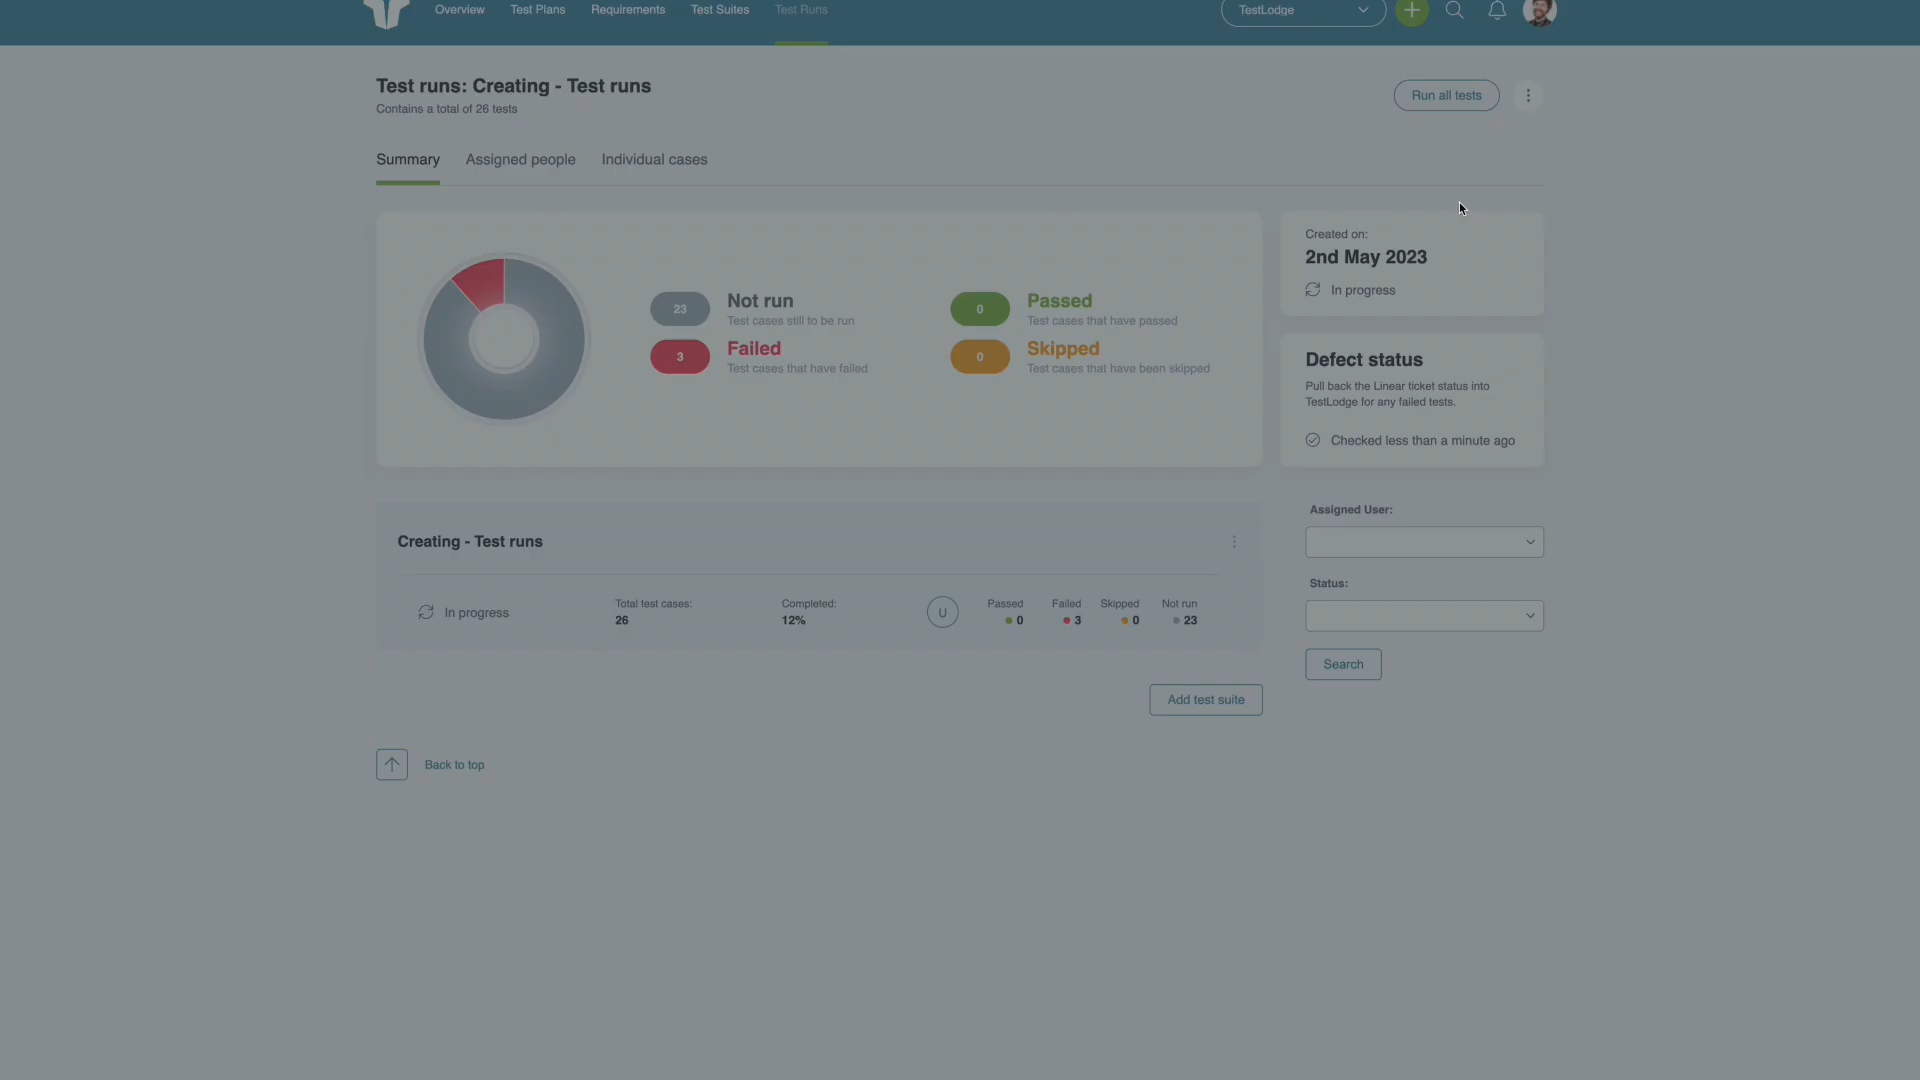 Overview Test Plans Requirements Test Suites Test Runs TestLodge
Test runs: Creating - Test runs
Contains a total of 26 tests
Run all tests
Summary Assigned people Individual cases
23 Not run
Test cases still to be run
0 Passed
Test cases that have passed
3 Failed
Test cases that have failed
0 Skipped
Test cases that have been skipped
Created on:
2nd May 2023
In progress
Defect status
Pull back the Linear ticket status into
TestLodge for any failed tests.
Checked less than a minute ago
Creating - Test runs
In progress
Total test cases:
26
Completed:
12%
U
Passed
0
Failed
3
Skipped
0
Not run
23
Assigned User:
Status:
Search
Add test suite
Back to top